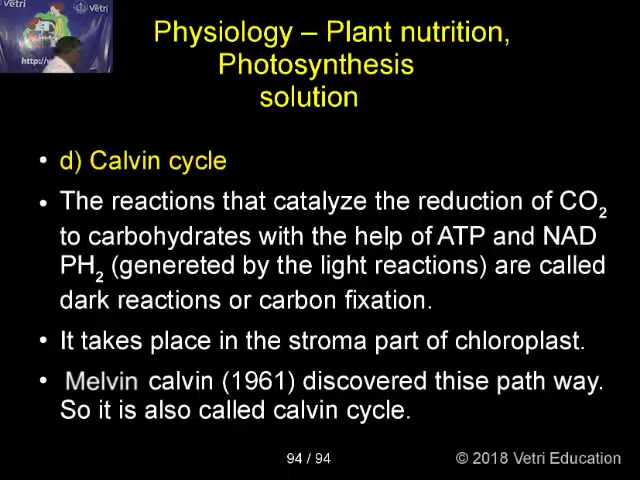 Vetri
Vetri
http://
Physiology – Plant nutrition,
Photosynthesis
solution
• d) Calvin cycle
• The reactions that catalyze the reduction of CO₂
to carbohydrates with the help of ATP and NAD
PH₂ (genereted by the light reactions) are called
dark reactions or carbon fixation.
• It takes place in the stroma part of chloroplast.
• Melvin calvin (1961) discovered thise path way.
So it is also called calvin cycle.
94 / 94
© 2018 Vetri Education